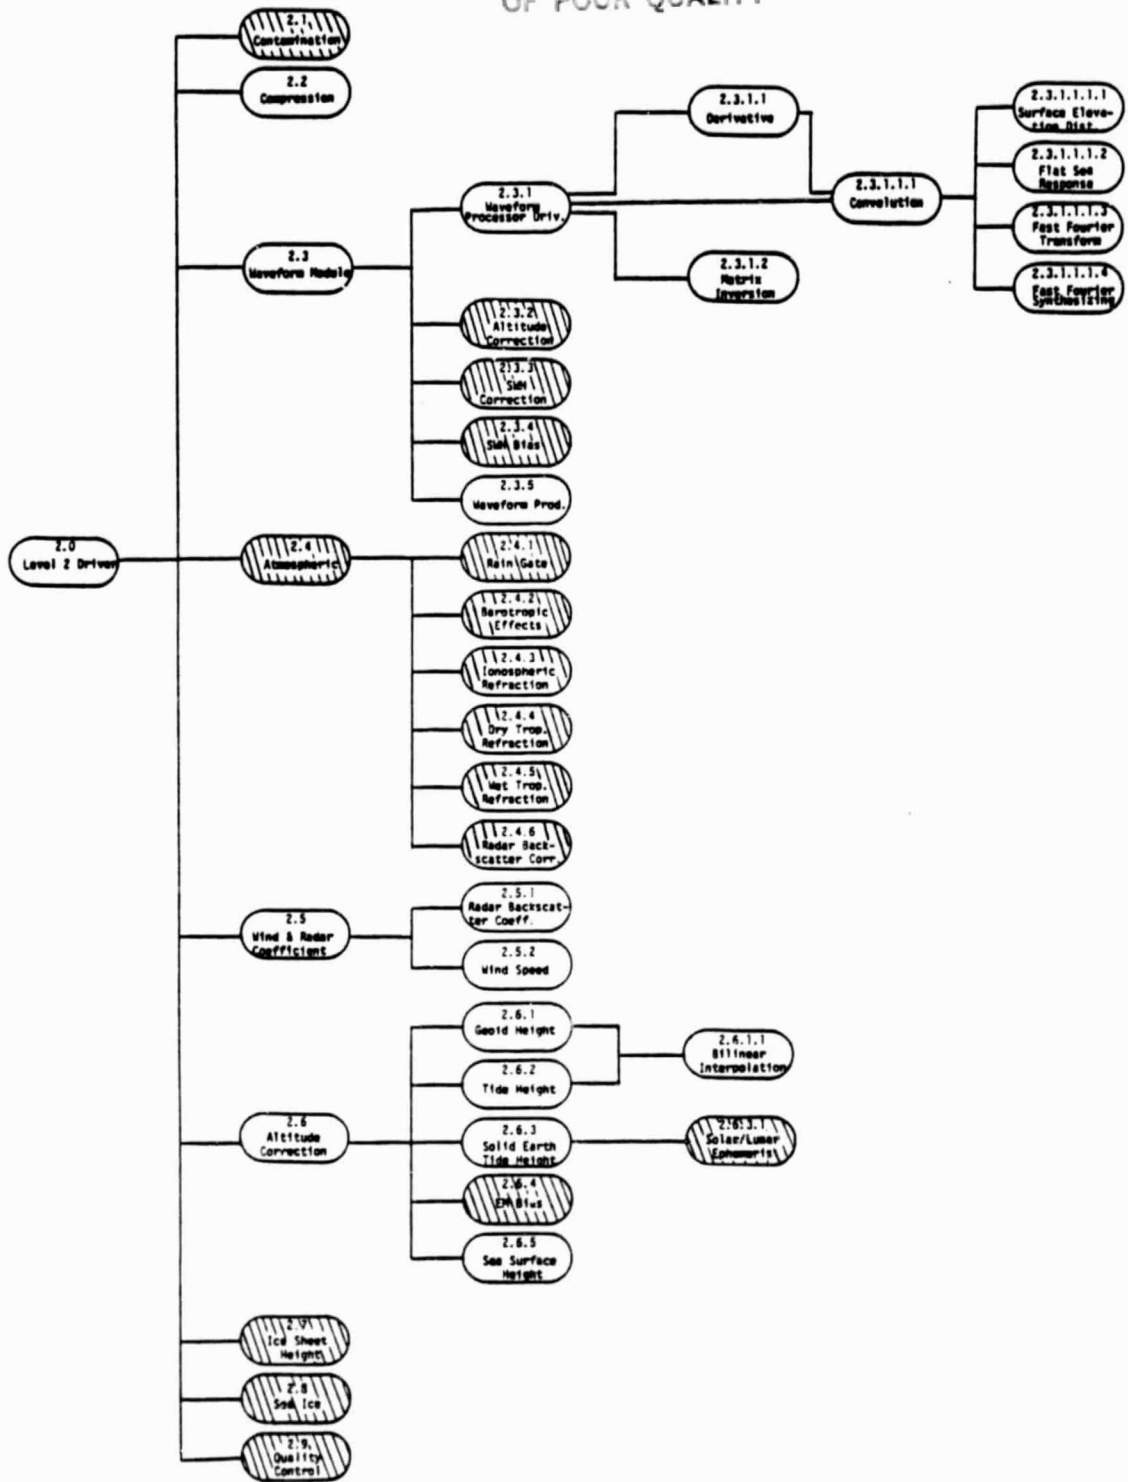 OF POOR QUALITY
2.1
Contamination
2.2
Compression
2.3
Waveform Module
2.3.1
Waveform
Processor Driv.
2.3.1.1
Derivative
2.3.1.1.1
Convolution
2.3.1.1.1.1
Surface Eleva-
tion Dist.
2.3.1.1.1.2
Flat Sea
Response
2.3.1.1.1.3
Fast Fourier
Transform
2.3.1.1.1.4
Fast Fourier
Synthesizing
2.3.1.2
Matrix
Inversion
2.3.2
Altitude
Correction
2.3.3
SWH
Correction
2.3.4
SWH Bias
2.3.5
Waveform Prod.
2.0
Level 2 Driver
2.4
Atmospheric
2.4.1
Rain Gate
2.4.2
Barotropic
Effects
2.4.3
Ionospheric
Refraction
2.4.4
Dry Trop.
Refraction
2.4.5
Wet Trop.
Refraction
2.4.6
Radar Back-
scatter Corr.
2.5
Wind & Radar
Coefficient
2.5.1
Radar Backscat-
ter Coeff.
2.5.2
Wind Speed
2.6
Altitude
Correction
2.6.1
Geoid Height
2.6.2
Tide Height
2.6.1.1
Bilinear
Interpolation
2.6.3
Solid Earth
Tide Height
2.6.3.1
Solar/Lunar
Ephemeris
2.6.4
EM Bias
2.6.5
Sea Surface
Height
2.7
Ice Sheet
Height
2.8
Sea Ice
2.9
Quality
Control